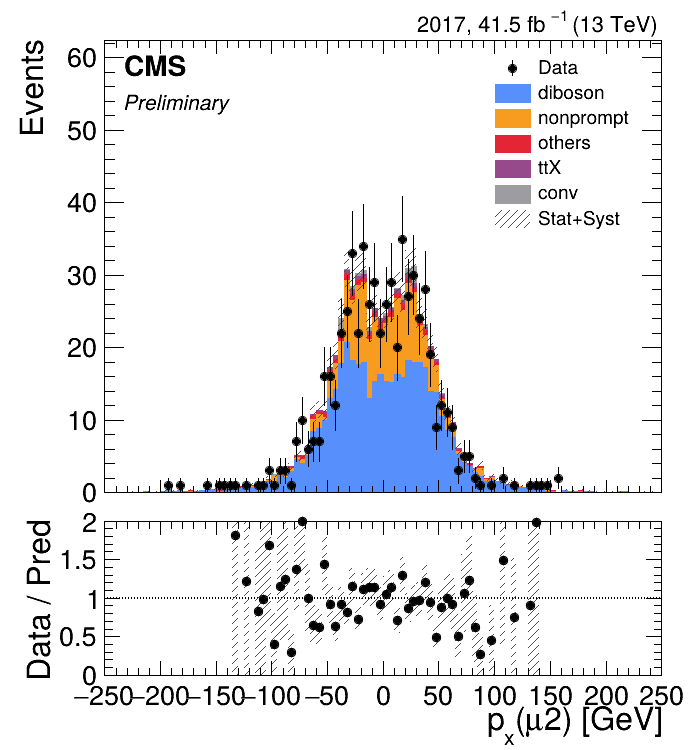 2017, 41.5 fb⁻¹ (13 TeV)
CMS
Preliminary
Events
60
50
40
30
20
10
0
Data
diboson
nonprompt
others
ttX
conv
Stat+Syst
Data / Pred
2
1.5
1
0.5
0
−250 −200 −150 −100 −50 0 50 100 150 200 250
pₓ(μ2) [GeV]